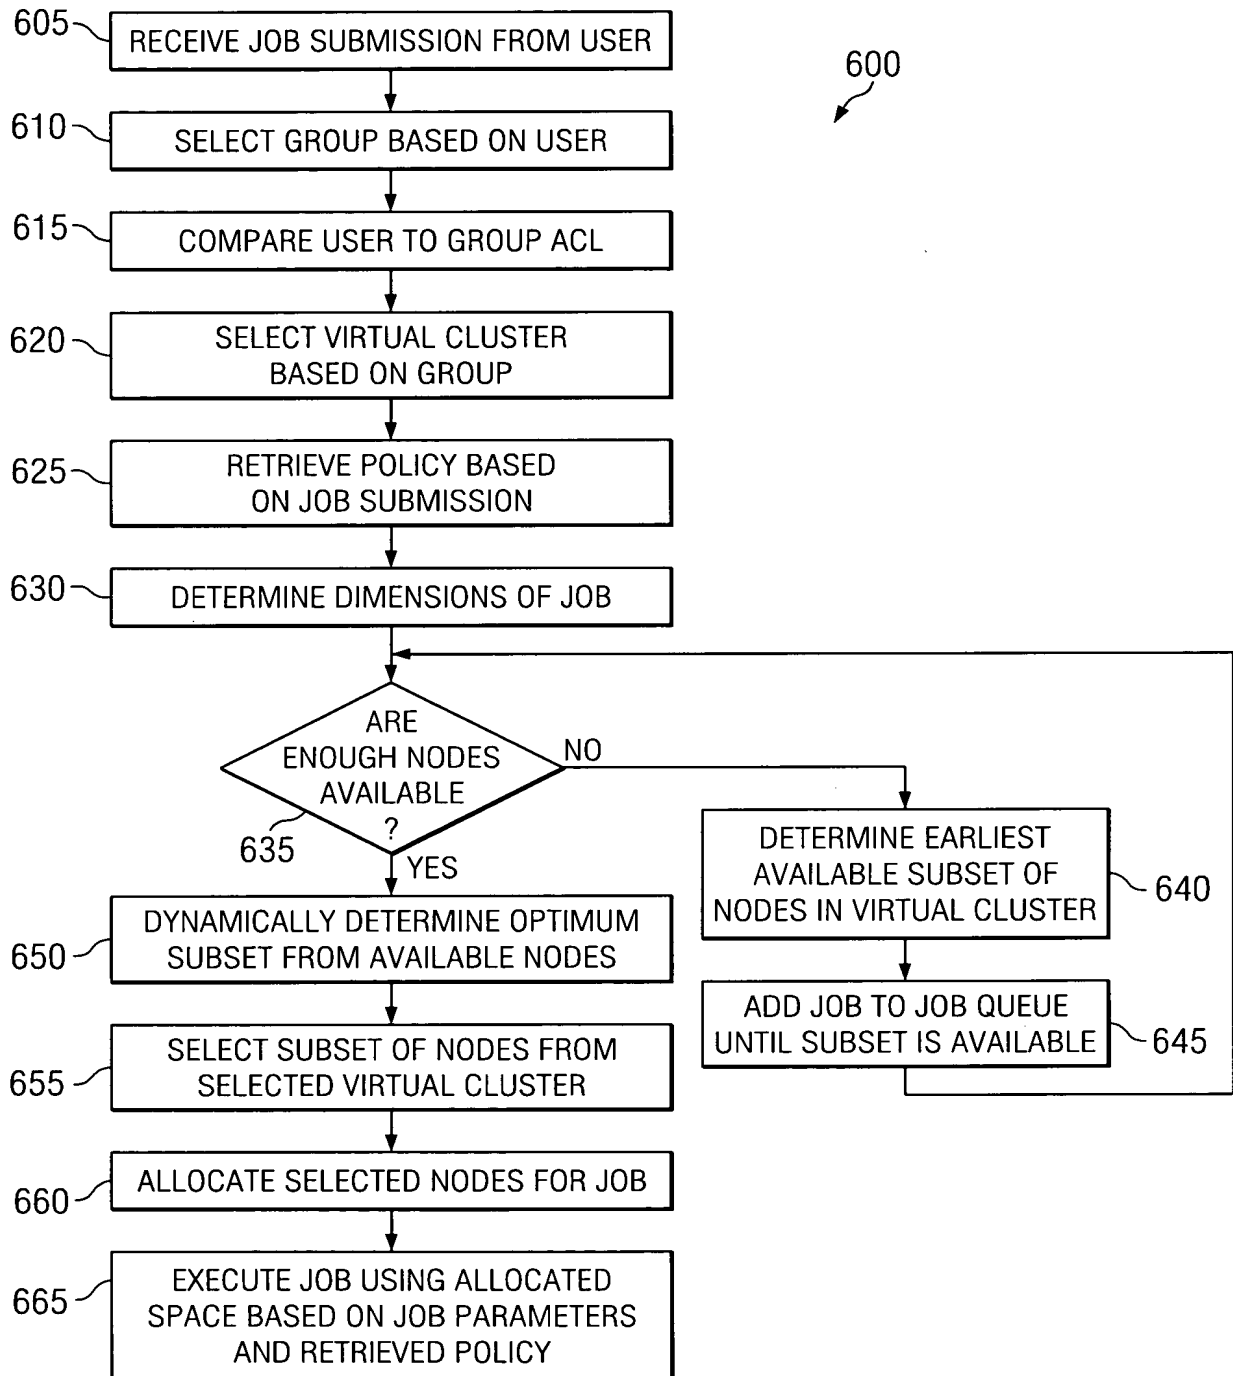 605
RECEIVE JOB SUBMISSION FROM USER
600
610
SELECT GROUP BASED ON USER
615
COMPARE USER TO GROUP ACL
620
SELECT VIRTUAL CLUSTER
BASED ON GROUP
625
RETRIEVE POLICY BASED
ON JOB SUBMISSION
630
DETERMINE DIMENSIONS OF JOB
ARE
ENOUGH NODES
AVAILABLE
?
635
NO
YES
DETERMINE EARLIEST
AVAILABLE SUBSET OF
NODES IN VIRTUAL CLUSTER
640
ADD JOB TO JOB QUEUE
UNTIL SUBSET IS AVAILABLE
645
650
DYNAMICALLY DETERMINE OPTIMUM
SUBSET FROM AVAILABLE NODES
655
SELECT SUBSET OF NODES FROM
SELECTED VIRTUAL CLUSTER
660
ALLOCATE SELECTED NODES FOR JOB
665
EXECUTE JOB USING ALLOCATED
SPACE BASED ON JOB PARAMETERS
AND RETRIEVED POLICY